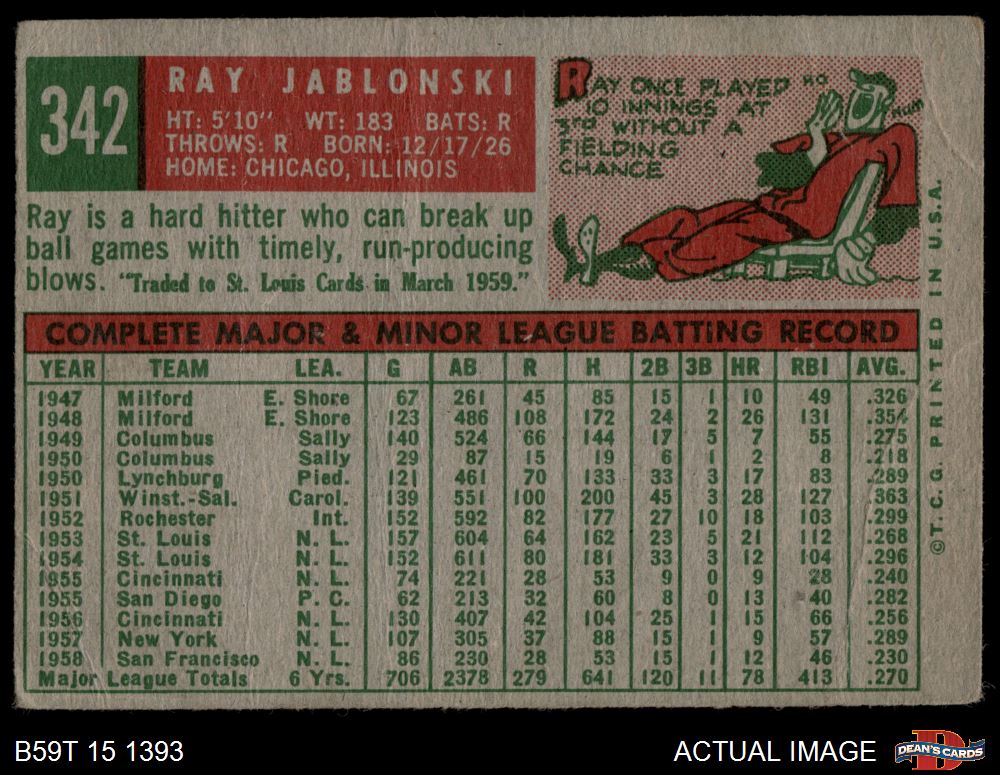 342
RAY JABLONSKI
HT: 5'10" WT: 183 BATS: R
THROWS: R BORN: 12/17/26
HOME: CHICAGO, ILLINOIS
RAY ONCE PLAYED
10 INNINGS AT
3RD WITHOUT A
FIELDING
CHANCE
HO
HUM
Ray is a hard hitter who can break up
ball games with timely, run-producing
blows. "Traded to St. Louis Cards in March 1959."
COMPLETE MAJOR & MINOR LEAGUE BATTING RECORD
YEAR TEAM LEA. G AB R H 2B 3B HR RBI AVG.
1947 Milford E. Shore 67 261 45 85 15 1 10 49 .326
1948 Milford E. Shore 123 486 108 172 24 2 26 131 .354
1949 Columbus Sally 140 524 66 144 17 5 7 55 .275
1950 Columbus Sally 29 87 15 19 6 1 2 8 .218
1950 Lynchburg Pied. 121 461 70 133 33 3 17 83 .289
1951 Winst.-Sal. Carol. 139 551 100 200 45 3 28 127 .363
1952 Rochester Int. 152 592 82 177 27 10 18 103 .299
1953 St. Louis N. L. 157 604 64 162 23 5 21 112 .268
1954 St. Louis N. L. 152 611 80 181 33 3 12 104 .296
1955 Cincinnati N. L. 74 221 28 53 9 0 9 28 .240
1955 San Diego P. C. 62 213 32 60 8 0 13 40 .282
1956 Cincinnati N. L. 130 407 42 104 25 1 15 66 .256
1957 New York N. L. 107 305 37 88 15 1 9 57 .289
1958 San Francisco N. L. 86 230 28 53 15 1 12 46 .230
Major League Totals 6 Yrs. 706 2378 279 641 120 11 78 413 .270
©T. C. G. PRINTED IN U.S.A.
B59T 15 1393
ACTUAL IMAGE
D
DEAN'S CARDS